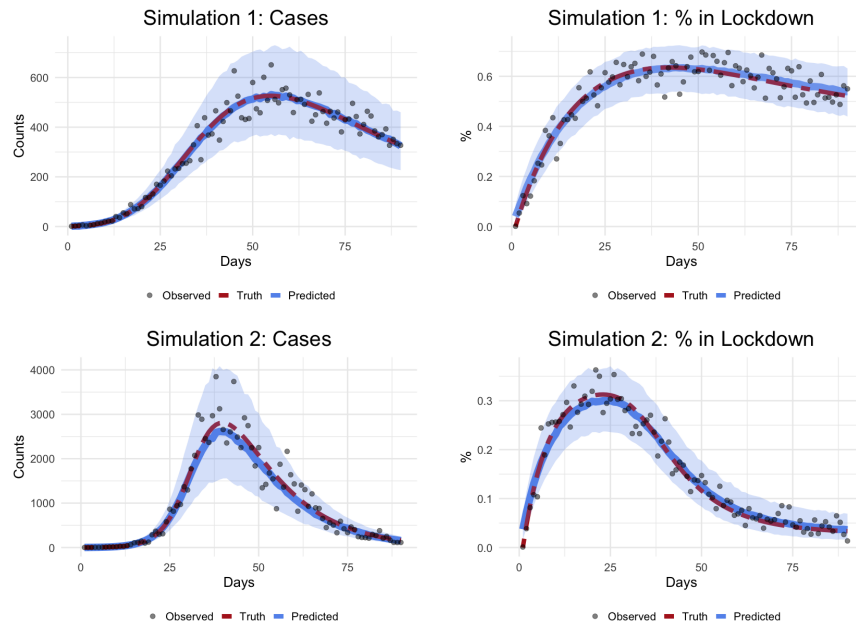 Simulation 1: Cases
Counts
600
400
200
0
0 25 50 75
Days
Observed Truth Predicted
Simulation 1: % in Lockdown
%
0.6
0.4
0.2
0.0
0 25 50 75
Days
Observed Truth Predicted
Simulation 2: Cases
Counts
4000
3000
2000
1000
0
0 25 50 75
Days
Observed Truth Predicted
Simulation 2: % in Lockdown
%
0.3
0.2
0.1
0.0
0 25 50 75
Days
Observed Truth Predicted